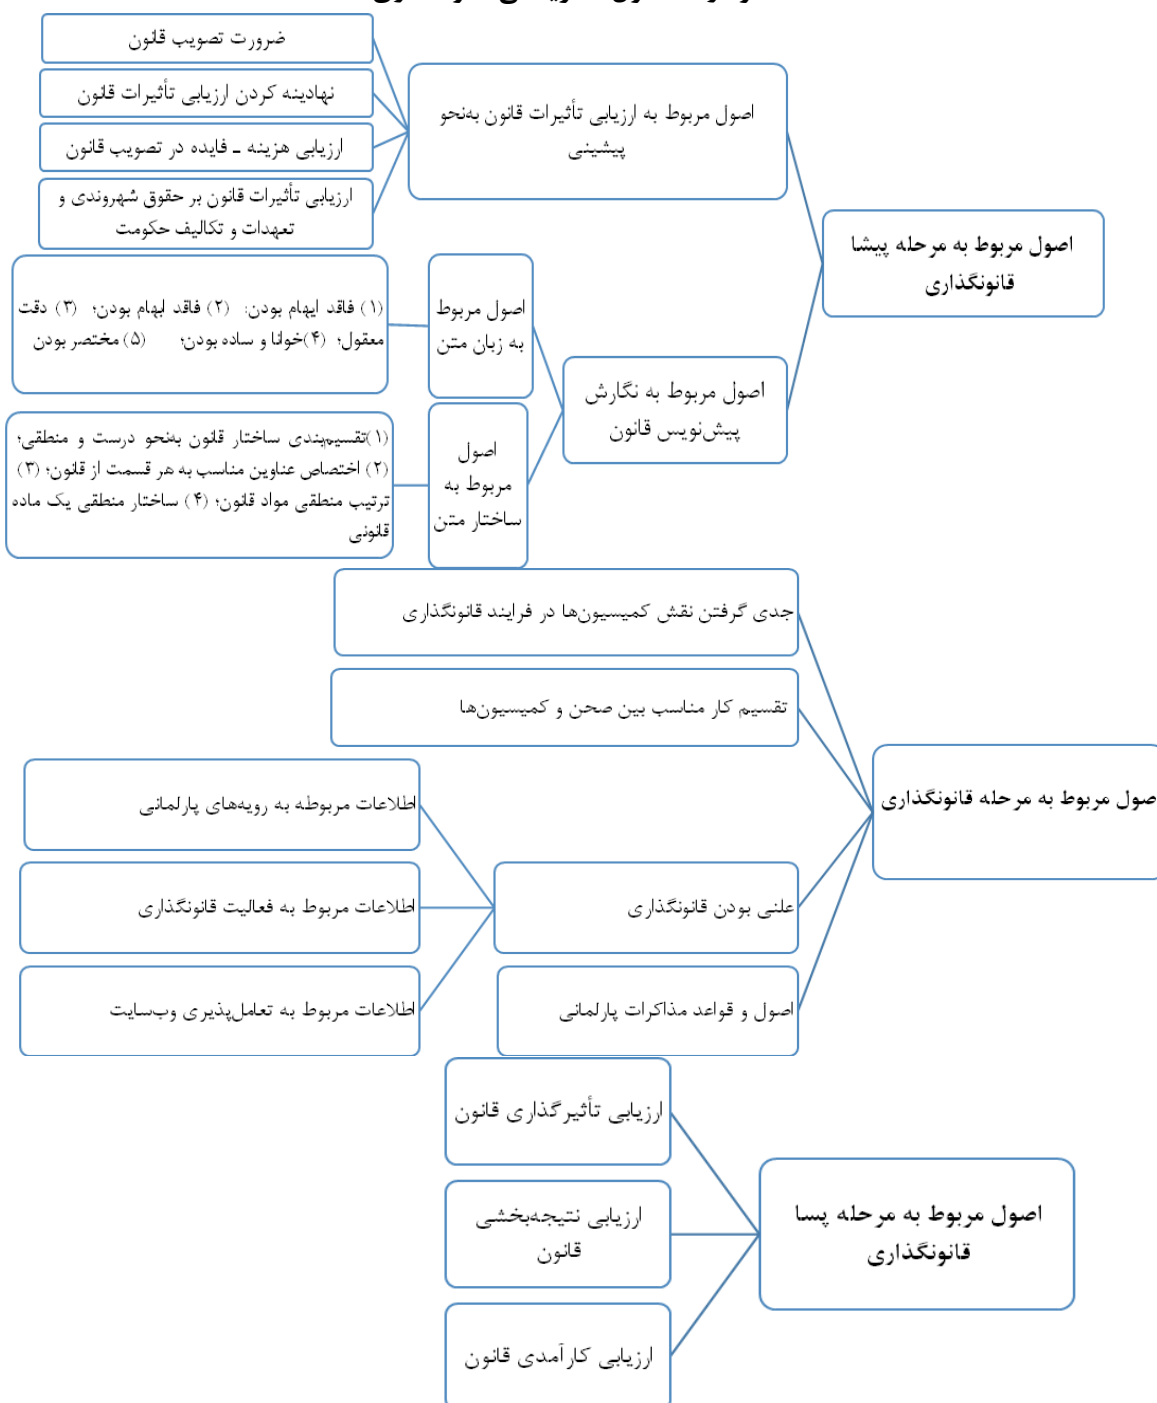 اصول مربوط به مرحله پیشا
قانونگذاری
اصول مربوط به ارزیابی تأثیرات قانون به‌نحو
پیشینی
ضرورت تصویب قانون
نهادینه کردن ارزیابی تأثیرات قانون
ارزیابی هزینه ـ فایده در تصویب قانون
ارزیابی تأثیرات قانون بر حقوق شهروندی و
تعهدات و تکالیف حکومت
اصول مربوط به نگارش
پیش‌نویس قانون
اصول مربوط
به زبان متن
(۱) فاقد ایهام بودن: (۲) فاقد ابهام بودن؛ (۳) دقت
معقول؛ (۴)خوانا و ساده بودن؛ (۵) مختصر بودن
اصول
مربوط به
ساختار متن
(۱)تقسیم‌بندی ساختار قانون به‌نحو درست و منطقی؛
(۲) اختصاص عناوین مناسب به هر قسمت از قانون؛ (۳)
ترتیب منطقی مواد قانون؛ (۴) ساختار منطقی یک ماده
قانونی
صول مربوط به مرحله قانونگذاری
جدی گرفتن نقش کمیسیون‌ها در فرایند قانونگذاری
تقسیم کار مناسب بین صحن و کمیسیون‌ها
علنی بودن قانونگذاری
اطلاعات مربوطه به رویه‌های پارلمانی
اطلاعات مربوط به فعالیت قانونگذاری
اطلاعات مربوط به تعامل‌پذیری وب‌سایت
اصول و قواعد مذاکرات پارلمانی
اصول مربوط به مرحله پسا
قانونگذاری
ارزیابی تأثیرگذاری قانون
ارزیابی نتیجه‌بخشی
قانون
ارزیابی کارآمدی قانون